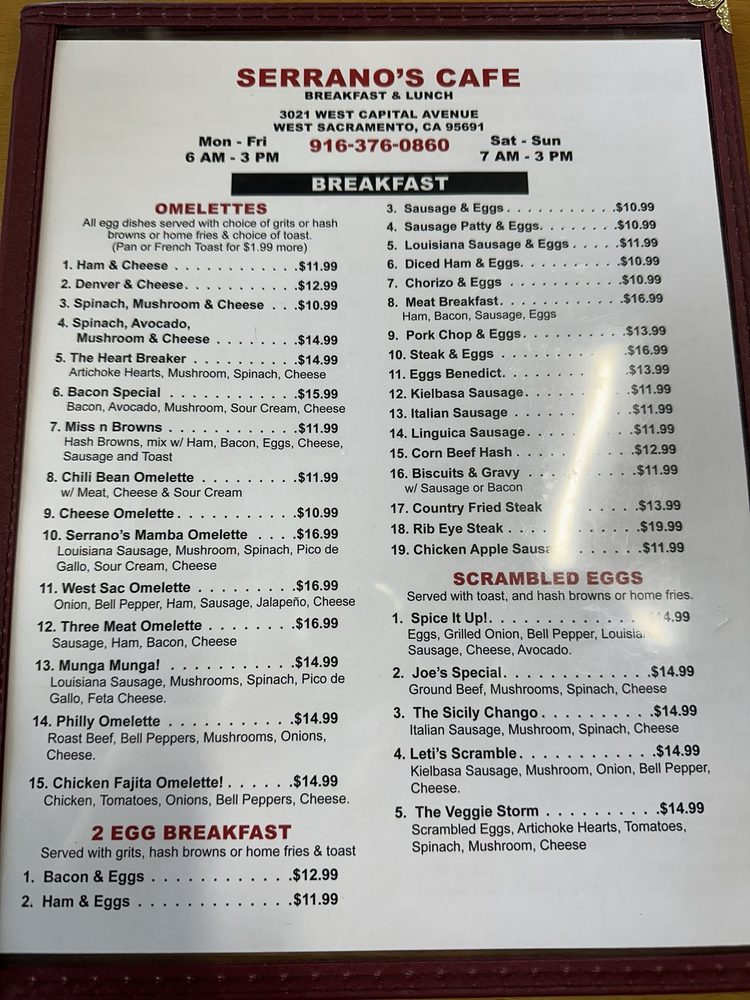 SERRANO'S CAFE
BREAKFAST & LUNCH
3021 WEST CAPITAL AVENUE
WEST SACRAMENTO, CA 95691
Mon - Fri
6 AM - 3 PM
916-376-0860
Sat - Sun
7 AM - 3 PM
BREAKFAST
OMELETTES
All egg dishes served with choice of grits or hash
browns or home fries & choice of toast.
(Pan or French Toast for $1.99 more)
1. Ham & Cheese . . . . . . . . . . . .$11.99
2. Denver & Cheese. . . . . . . . . . .$12.99
3. Spinach, Mushroom & Cheese . . .$10.99
4. Spinach, Avocado,
Mushroom & Cheese . . . . . . . .$14.99
5. The Heart Breaker . . . . . . . . . .$14.99
Artichoke Hearts, Mushroom, Spinach, Cheese
6. Bacon Special . . . . . . . . . . . .$15.99
Bacon, Avocado, Mushroom, Sour Cream, Cheese
7. Miss n Browns . . . . . . . . . . . .$11.99
Hash Browns, mix w/ Ham, Bacon, Eggs, Cheese,
Sausage and Toast
8. Chili Bean Omelette . . . . . . . . .$11.99
w/ Meat, Cheese & Sour Cream
9. Cheese Omelette. . . . . . . . . . .$10.99
10. Serrano's Mamba Omelette . . . .$16.99
Louisiana Sausage, Mushroom, Spinach, Pico de
Gallo, Sour Cream, Cheese
11. West Sac Omelette . . . . . . . . .$16.99
Onion, Bell Pepper, Ham, Sausage, Jalapeño, Cheese
12. Three Meat Omelette . . . . . . . .$16.99
Sausage, Ham, Bacon, Cheese
13. Munga Munga! . . . . . . . . . . .$14.99
Louisiana Sausage, Mushrooms, Spinach, Pico de
Gallo, Feta Cheese.
14. Philly Omelette . . . . . . . . . . .$14.99
Roast Beef, Bell Peppers, Mushrooms, Onions,
Cheese.
15. Chicken Fajita Omelette! . . . . . .$14.99
Chicken, Tomatoes, Onions, Bell Peppers, Cheese.
2 EGG BREAKFAST
Served with grits, hash browns or home fries & toast
1. Bacon & Eggs . . . . . . . . . . . .$12.99
2. Ham & Eggs . . . . . . . . . . . . .$11.99
3. Sausage & Eggs. . . . . . . . . . .$10.99
4. Sausage Patty & Eggs. . . . . . . .$10.99
5. Louisiana Sausage & Eggs . . . . .$11.99
6. Diced Ham & Eggs. . . . . . . . . .$10.99
7. Chorizo & Eggs . . . . . . . . . . .$10.99
8. Meat Breakfast. . . . . . . . . . . .$16.99
Ham, Bacon, Sausage, Eggs
9. Pork Chop & Eggs. . . . . . . . . .$13.99
10. Steak & Eggs . . . . . . . . . . . .$16.99
11. Eggs Benedict. . . . . . . . . . . .$13.99
12. Kielbasa Sausage. . . . . . . . . .$11.99
13. Italian Sausage . . . . . . . . . . .$11.99
14. Linguica Sausage. . . . . . . . . .$11.99
15. Corn Beef Hash . . . . . . . . . . .$12.99
16. Biscuits & Gravy . . . . . . . . . .$11.99
w/ Sausage or Bacon
17. Country Fried Steak . . . . . . . .$13.99
18. Rib Eye Steak . . . . . . . . . . . .$19.99
19. Chicken Apple . . . . . .$11.99
SCRAMBLED EGGS
Served with toast, and hash browns or home fries.
1. Spice It Up!. . . . . . . . . . . .
Eggs, Grilled Onion, Bell Pepper,
Sausage, Cheese, Avocado.
2. Joe's Special. . . . . . . . . . . . .$14.99
Ground Beef, Mushrooms, Spinach, Cheese
3. The Sicily Chango. . . . . . . . . .$14.99
Italian Sausage, Mushroom, Spinach, Cheese
4. Leti's Scramble. . . . . . . . . . . .$14.99
Kielbasa Sausage, Mushroom, Onion, Bell Pepper,
Cheese.
5. The Veggie Storm . . . . . . . . . .$14.99
Scrambled Eggs, Artichoke Hearts, Tomatoes,
Spinach, Mushroom, Cheese